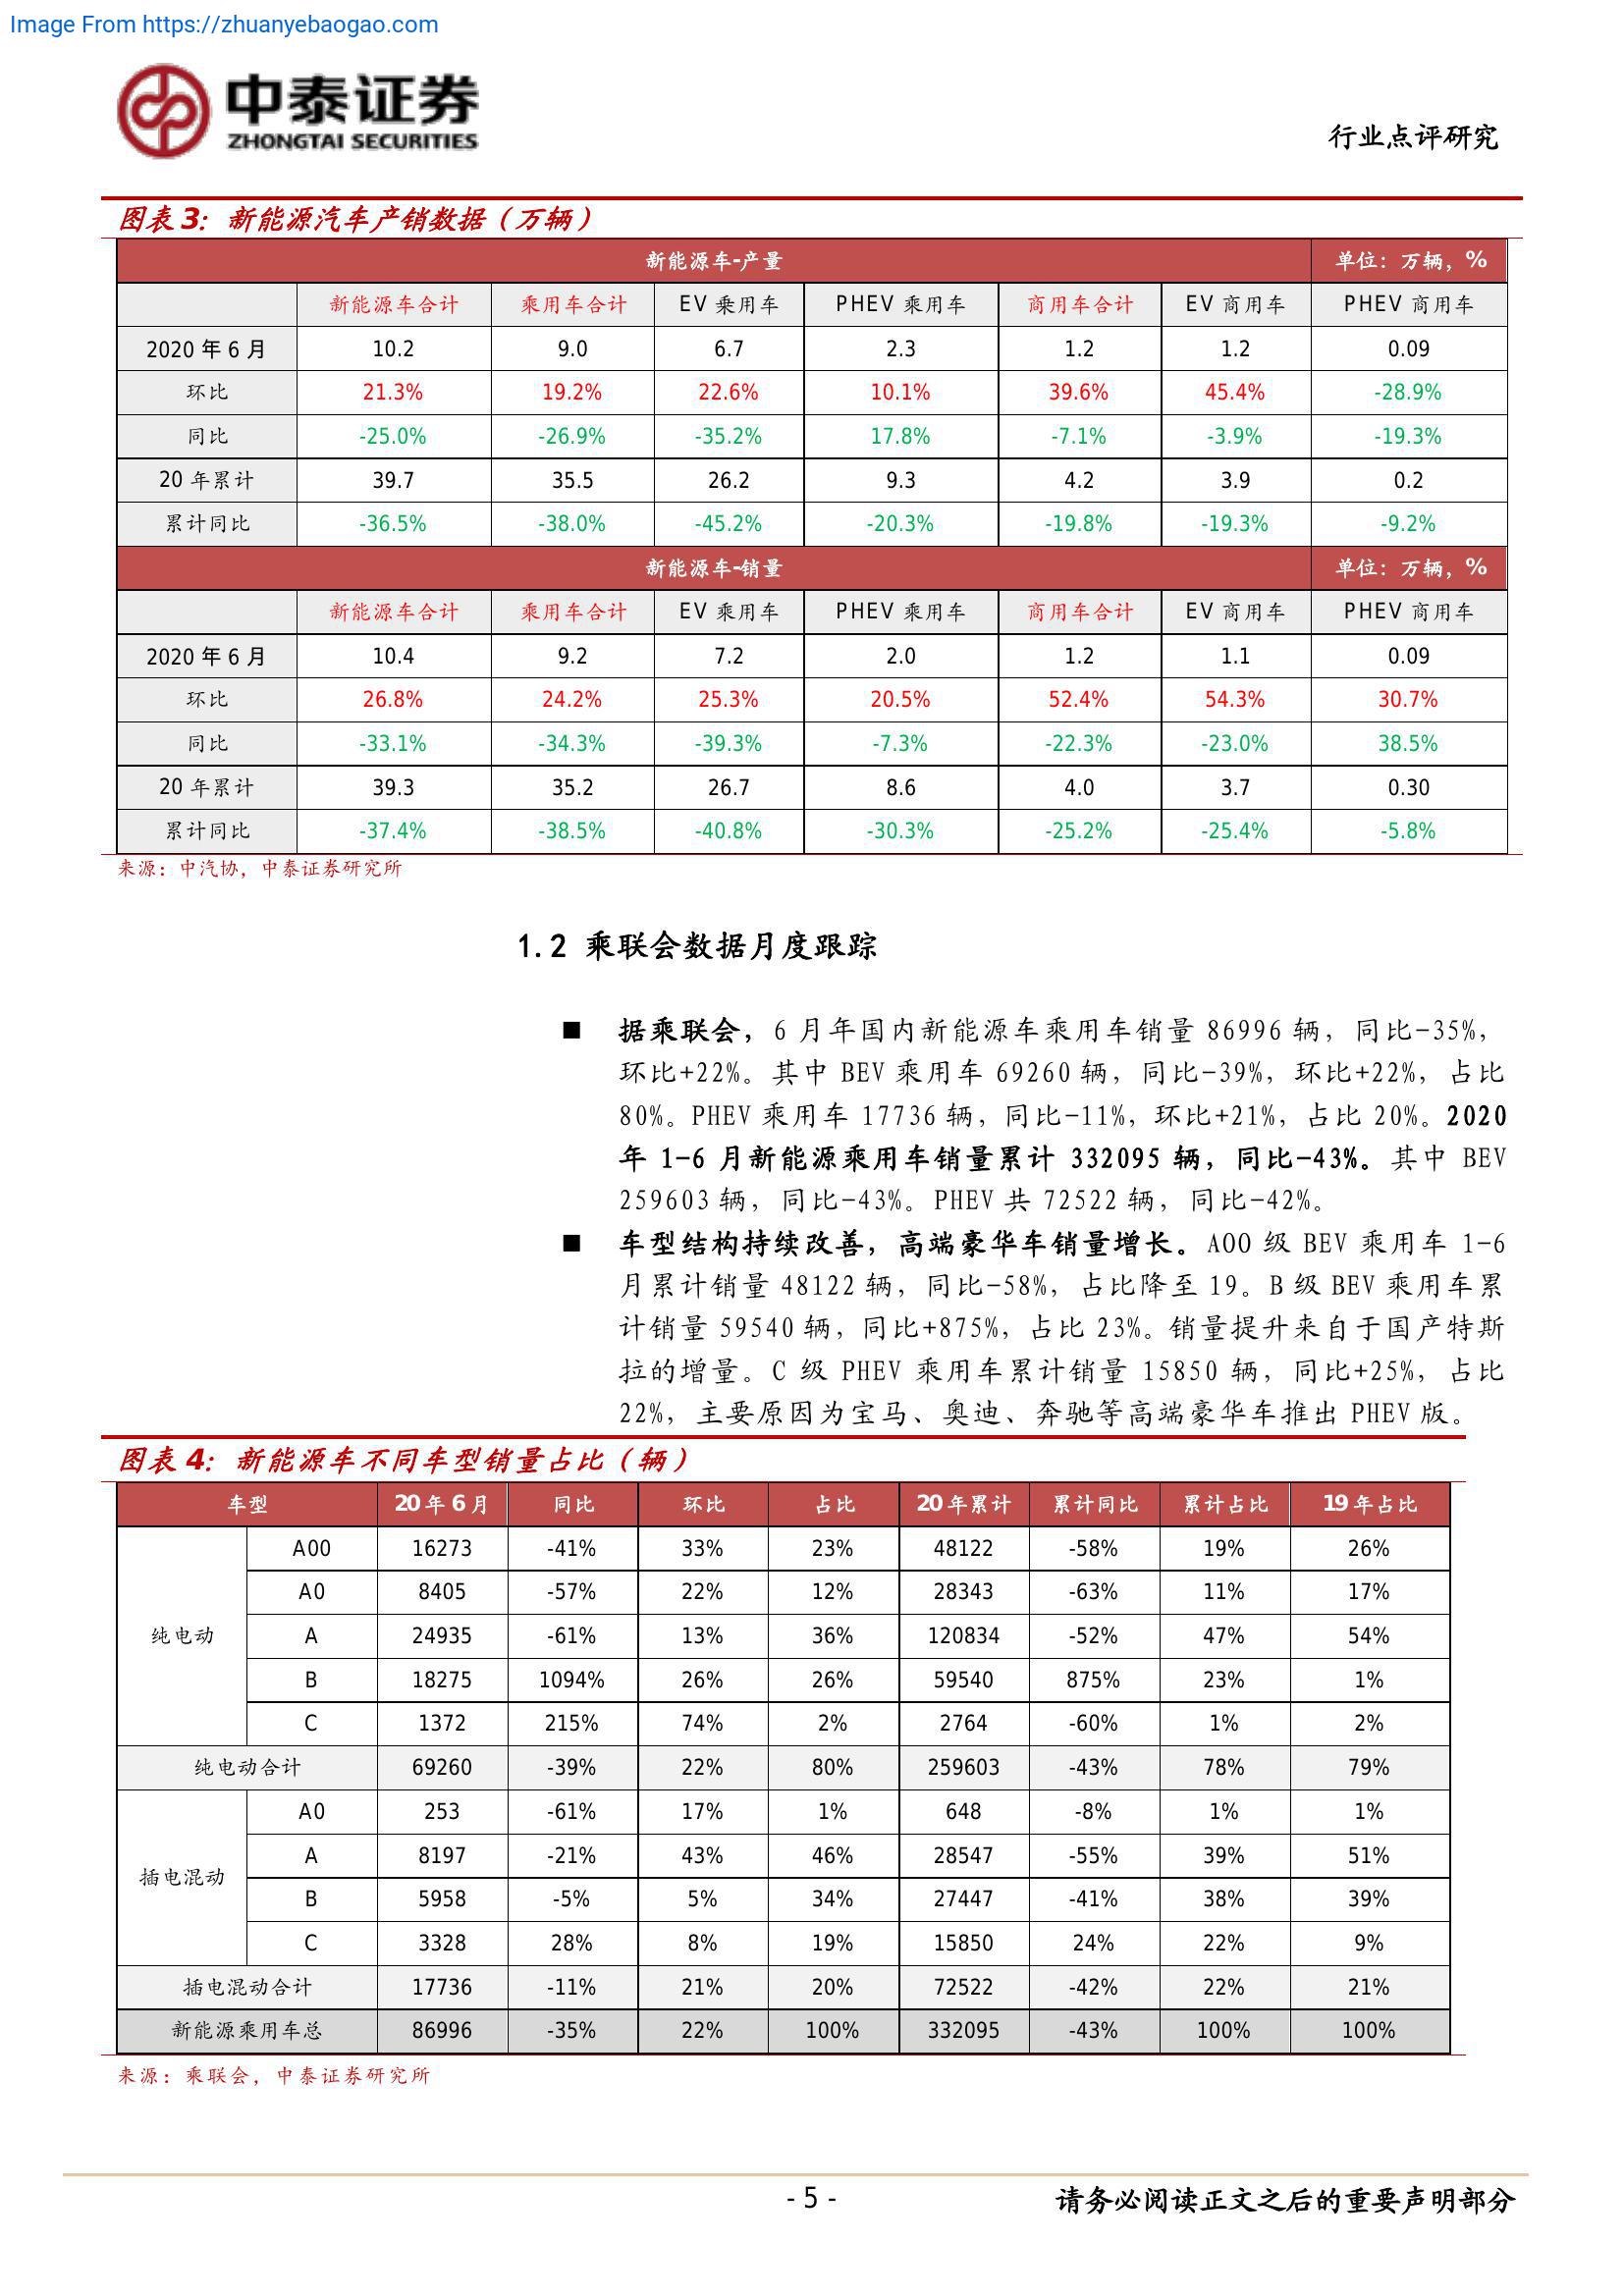 Image From https://zhuanyebaogao.com
中泰证券
ZHONGTAI SECURITIES
行业点评研究
图表 3：新能源汽车产销数据（万辆）
新能源车-产量 单位：万辆，%
新能源车合计 乘用车合计 EV 乘用车 PHEV 乘用车 商用车合计 EV 商用车 PHEV 商用车
2020 年 6 月 10.2 9.0 6.7 2.3 1.2 1.2 0.09
环比 21.3% 19.2% 22.6% 10.1% 39.6% 45.4% -28.9%
同比 -25.0% -26.9% -35.2% 17.8% -7.1% -3.9% -19.3%
20 年累计 39.7 35.5 26.2 9.3 4.2 3.9 0.2
累计同比 -36.5% -38.0% -45.2% -20.3% -19.8% -19.3% -9.2%
新能源车-销量 单位：万辆，%
新能源车合计 乘用车合计 EV 乘用车 PHEV 乘用车 商用车合计 EV 商用车 PHEV 商用车
2020 年 6 月 10.4 9.2 7.2 2.0 1.2 1.1 0.09
环比 26.8% 24.2% 25.3% 20.5% 52.4% 54.3% 30.7%
同比 -33.1% -34.3% -39.3% -7.3% -22.3% -23.0% 38.5%
20 年累计 39.3 35.2 26.7 8.6 4.0 3.7 0.30
累计同比 -37.4% -38.5% -40.8% -30.3% -25.2% -25.4% -5.8%
来源：中汽协，中泰证券研究所
1.2 乘联会数据月度跟踪
■ 据乘联会，6 月年国内新能源车乘用车销量 86996 辆，同比-35%，
环比+22%。其中 BEV 乘用车 69260 辆，同比-39%，环比+22%，占比
80%。PHEV 乘用车 17736 辆，同比-11%，环比+21%，占比 20%。2020
年 1-6 月新能源乘用车销量累计 332095 辆，同比-43%。其中 BEV
259603 辆，同比-43%。PHEV 共 72522 辆，同比-42%。
■ 车型结构持续改善，高端豪华车销量增长。A00 级 BEV 乘用车 1-6
月累计销量 48122 辆，同比-58%，占比降至 19。B 级 BEV 乘用车累
计销量 59540 辆，同比+875%，占比 23%。销量提升来自于国产特斯
拉的增量。C 级 PHEV 乘用车累计销量 15850 辆，同比+25%，占比
22%，主要原因为宝马、奥迪、奔驰等高端豪华车推出 PHEV 版。
图表 4：新能源车不同车型销量占比（辆）
车型 20 年 6 月 同比 环比 占比 20 年累计 累计同比 累计占比 19 年占比
A00 16273 -41% 33% 23% 48122 -58% 19% 26%
A0 8405 -57% 22% 12% 28343 -63% 11% 17%
纯电动 A 24935 -61% 13% 36% 120834 -52% 47% 54%
B 18275 1094% 26% 26% 59540 875% 23% 1%
C 1372 215% 74% 2% 2764 -60% 1% 2%
纯电动合计 69260 -39% 22% 80% 259603 -43% 78% 79%
A0 253 -61% 17% 1% 648 -8% 1% 1%
A 8197 -21% 43% 46% 28547 -55% 39% 51%
插电混动
B 5958 -5% 5% 34% 27447 -41% 38% 39%
C 3328 28% 8% 19% 15850 24% 22% 9%
插电混动合计 17736 -11% 21% 20% 72522 -42% 22% 21%
新能源乘用车总 86996 -35% 22% 100% 332095 -43% 100% 100%
来源：乘联会，中泰证券研究所
- 5 - 请务必阅读正文之后的重要声明部分